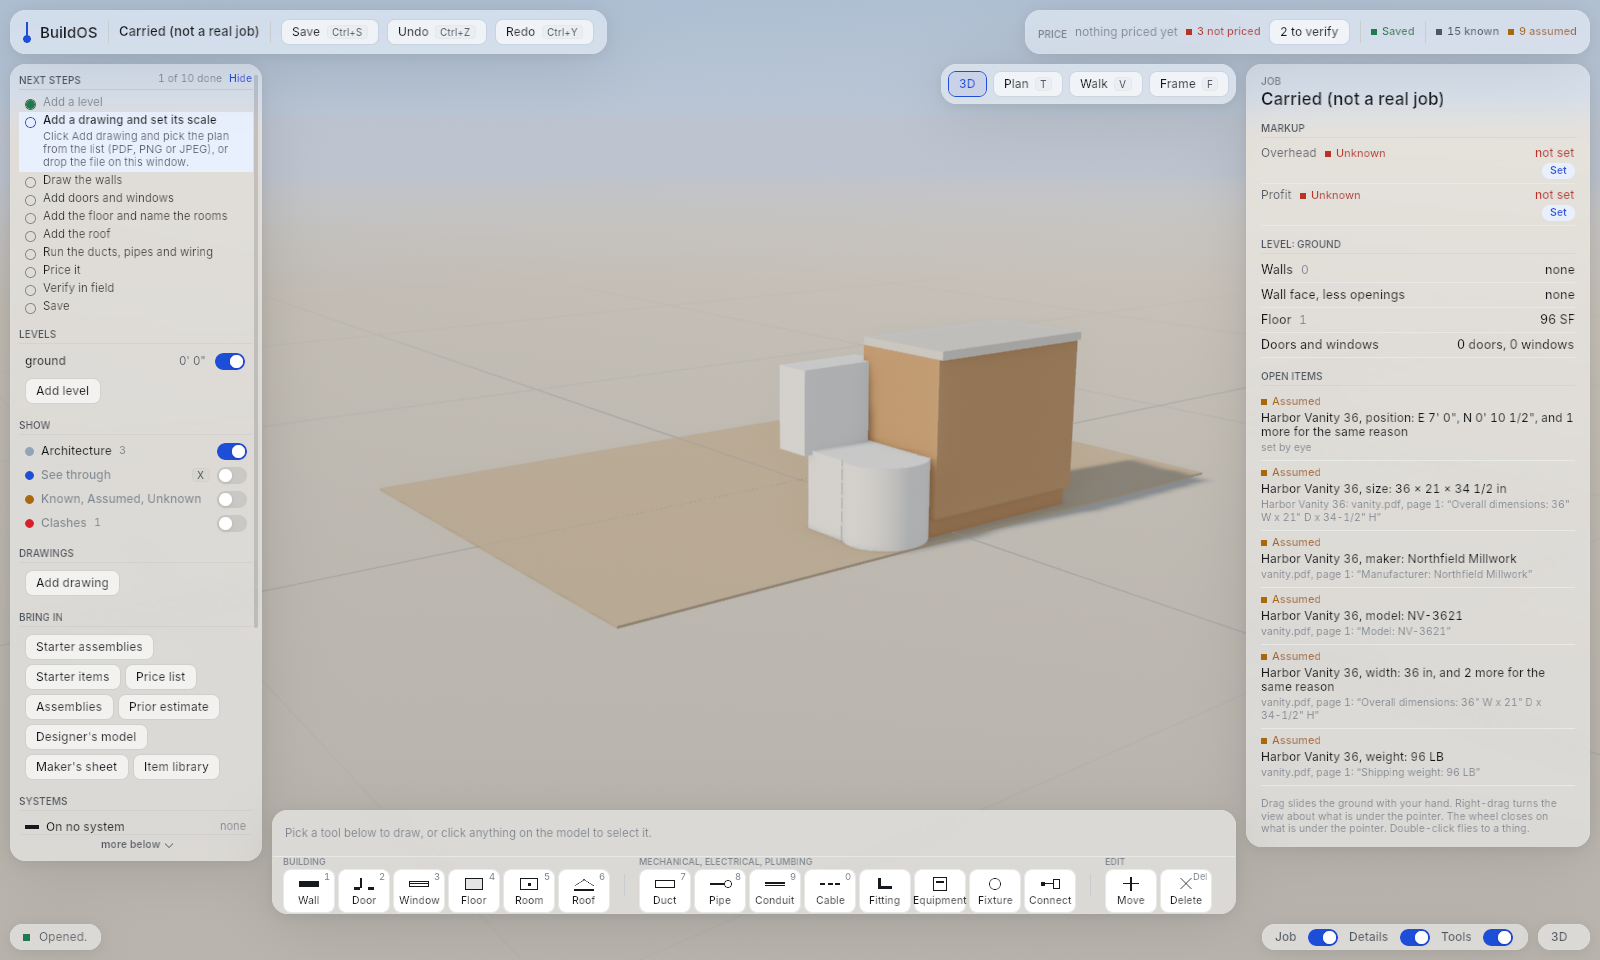 BuildOS
Carried (not a real job)
Save Ctrl+S
Undo Ctrl+Z
Redo Ctrl+Y
PRICE nothing priced yet 3 not priced 2 to verify Saved 15 known 9 assumed
NEXT STEPS 1 of 10 done Hide
Add a level
Add a drawing and set its scale
Click Add drawing and pick the plan
from the list (PDF, PNG or JPEG), or
drop the file on this window.
Draw the walls
Add doors and windows
Add the floor and name the rooms
Add the roof
Run the ducts, pipes and wiring
Price it
Verify in field
Save
LEVELS
ground 0' 0"
Add level
SHOW
Architecture 3
See through X
Known, Assumed, Unknown
Clashes 1
DRAWINGS
Add drawing
BRING IN
Starter assemblies
Starter items Price list
Assemblies Prior estimate
Designer's model
Maker's sheet Item library
SYSTEMS
On no system none
more below
Opened.
3D Plan T Walk V Frame F
Pick a tool below to draw, or click anything on the model to select it.
BUILDING
Wall 1
Door 2
Window 3
Floor 4
Room 5
Roof 6
MECHANICAL, ELECTRICAL, PLUMBING
Duct 7
Pipe 8
Conduit 9
Cable 0
Fitting
Equipment
Fixture
Connect
EDIT
Move
Delete Del
JOB
Carried (not a real job)
MARKUP
Overhead Unknown not set
Set
Profit Unknown not set
Set
LEVEL: GROUND
Walls 0 none
Wall face, less openings none
Floor 1 96 SF
Doors and windows 0 doors, 0 windows
OPEN ITEMS
Assumed
Harbor Vanity 36, position: E 7' 0", N 0' 10 1/2", and 1
more for the same reason
set by eye
Assumed
Harbor Vanity 36, size: 36 × 21 × 34 1/2 in
Harbor Vanity 36: vanity.pdf, page 1: “Overall dimensions: 36"
W x 21" D x 34-1/2" H”
Assumed
Harbor Vanity 36, maker: Northfield Millwork
vanity.pdf, page 1: “Manufacturer: Northfield Millwork”
Assumed
Harbor Vanity 36, model: NV-3621
vanity.pdf, page 1: “Model: NV-3621”
Assumed
Harbor Vanity 36, width: 36 in, and 2 more for the
same reason
vanity.pdf, page 1: “Overall dimensions: 36" W x 21" D x
34-1/2" H”
Assumed
Harbor Vanity 36, weight: 96 LB
vanity.pdf, page 1: “Shipping weight: 96 LB”
Drag slides the ground with your hand. Right-drag turns the
view about what is under the pointer. The wheel closes on
what is under the pointer. Double-click flies to a thing.
Job Details Tools 3D